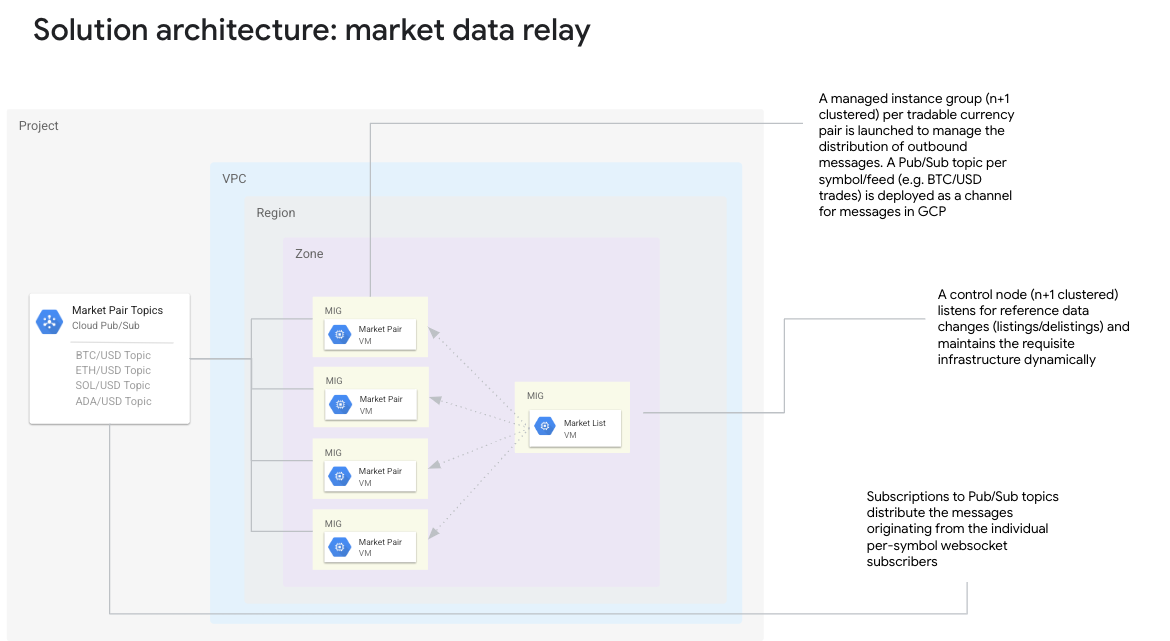 Solution architecture: market data relay
Project
VPC
Region
Zone
A managed instance group (n+1
clustered) per tradable currency
pair is launched to manage the
distribution of outbound
messages. A Pub/Sub topic per
symbol/feed (e.g. BTC/USD
trades) is deployed as a channel
for messages in GCP
Market Pair Topics
Cloud Pub/Sub
BTC/USD Topic
ETH/USD Topic
SOL/USD Topic
ADA/USD Topic
MIG
Market Pair
VM
MIG
Market Pair
VM
MIG
Market Pair
VM
MIG
Market Pair
VM
MIG
Market List
VM
A control node (n+1 clustered)
listens for reference data
changes (listings/delistings) and
maintains the requisite
infrastructure dynamically
Subscriptions to Pub/Sub topics
distribute the messages
originating from the individual
per-symbol websocket
subscribers